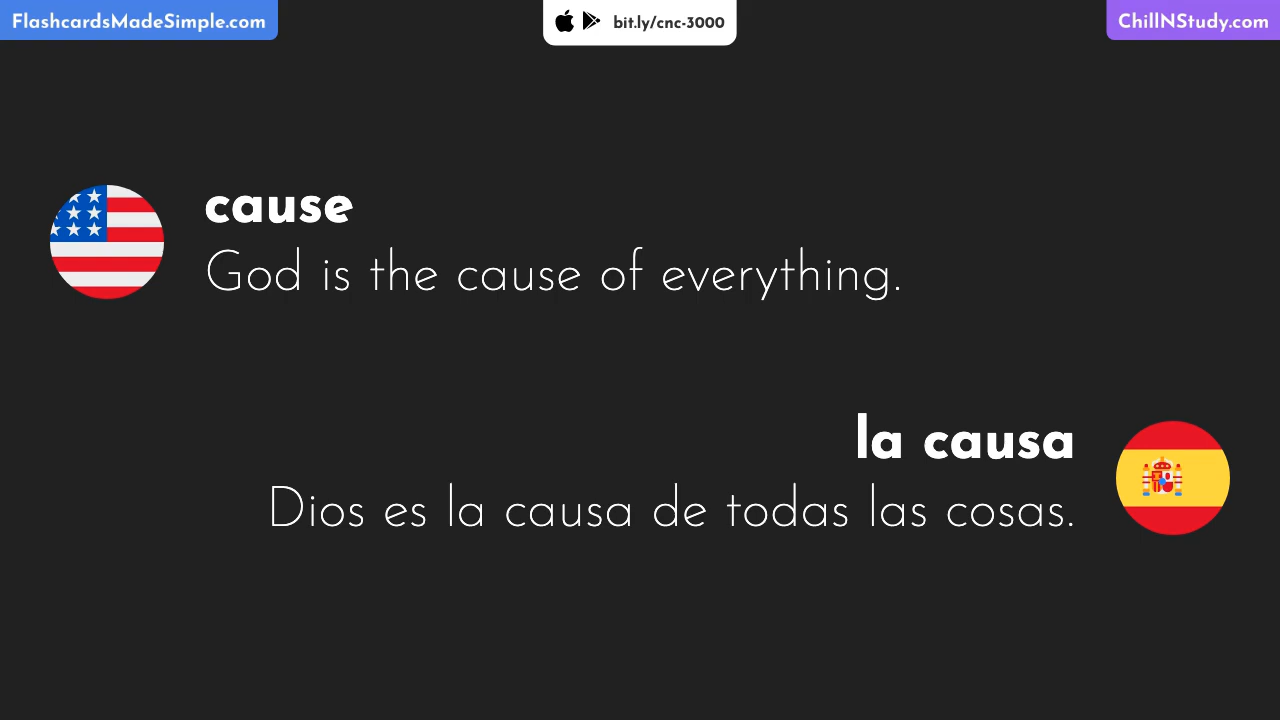 FlashcardsMadeSimple.com
bit.ly/cnc-3000
ChillNStudy.com
cause
God is the cause of everything.
la causa
Dios es la causa de todas las cosas.